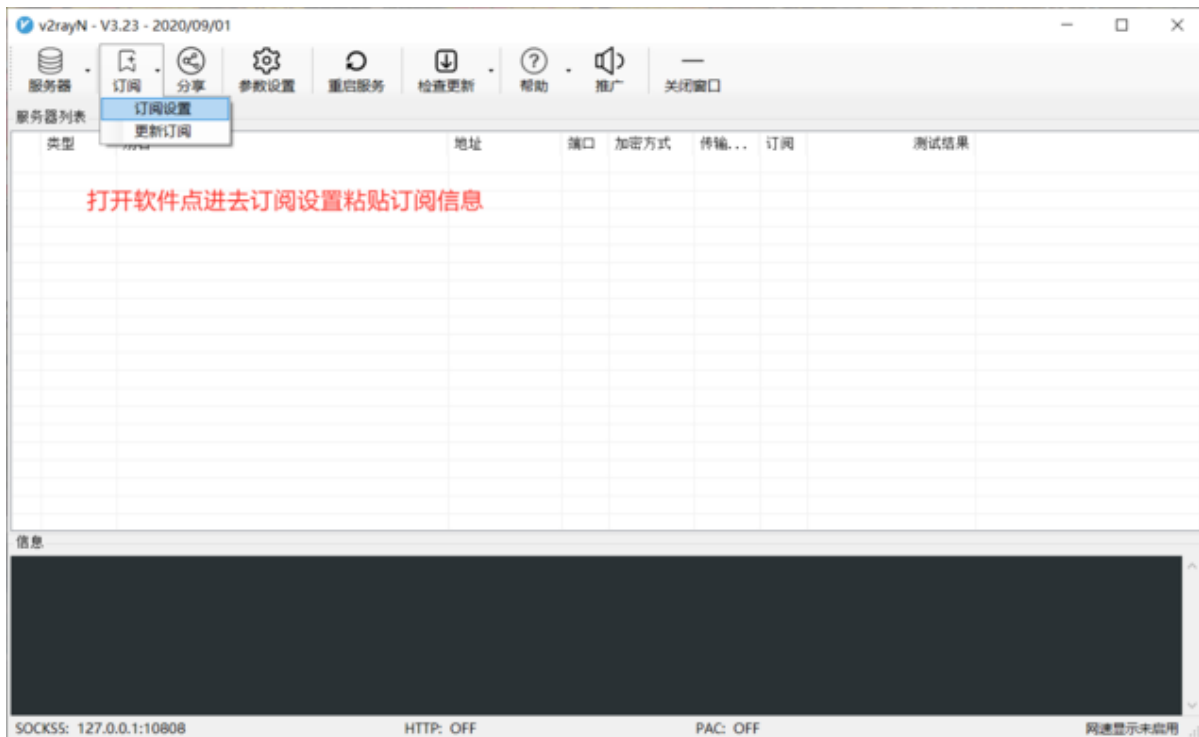 v2rayN - V3.23 - 2020/09/01
服务器 订阅 分享 参数设置 重启服务 检查更新 帮助 推广 关闭窗口
订阅设置
服务器列表
更新订阅
类型 地址 端口 加密方式 传输... 订阅 测试结果
打开软件点进去订阅设置粘贴订阅信息
信息
SOCKS5: 127.0.0.1:10808 HTTP: OFF PAC: OFF 网速显示未启用